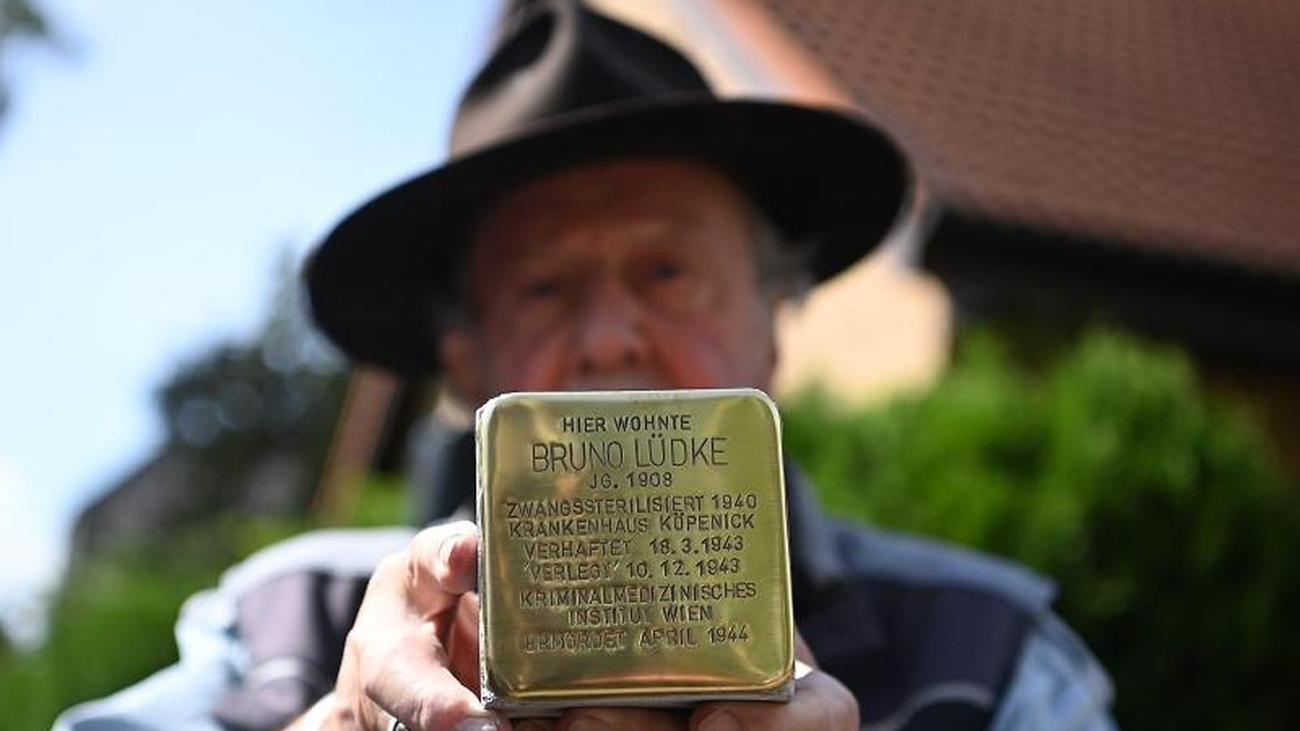 HIER WOHNTE
BRUNO LÜDKE
JG. 1908
ZWANGSSTERILISIERT 1940
KRANKENHAUS KÖPENICK
VERHAFTET 18.3.1943
'VERLEGT' 10.12.1943
KRIMINALMEDIZINISCHES
INSTITUT WIEN
ERMORDET APRIL 1944